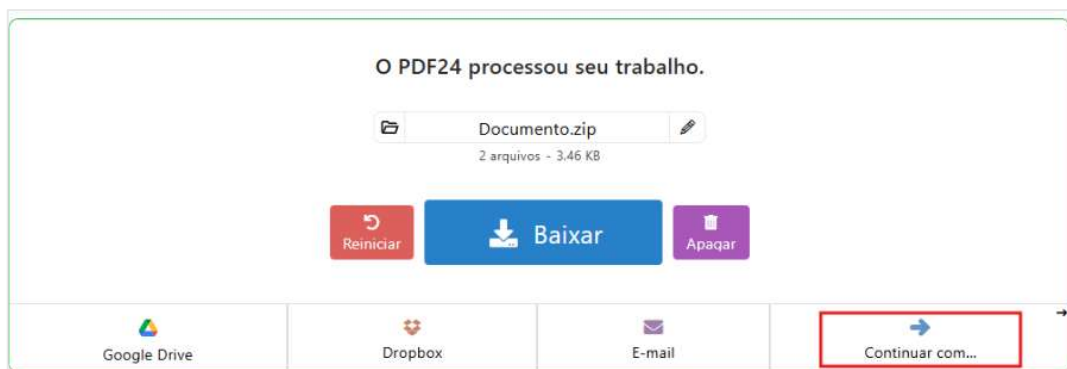 O PDF24 processou seu trabalho.
Documento.zip
2 arquivos - 3.46 KB
Reiniciar
Baixar
Apagar
Google Drive
Dropbox
E-mail
Continuar com...